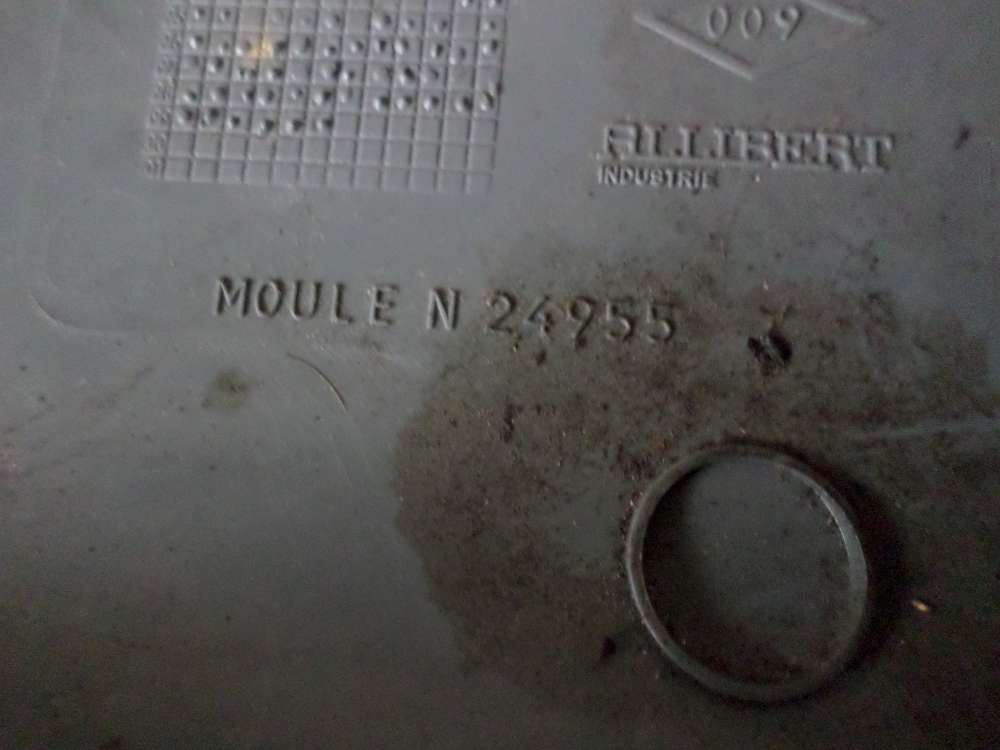 009
ALLIBERT
INDUSTRIE
MOULE N 24955